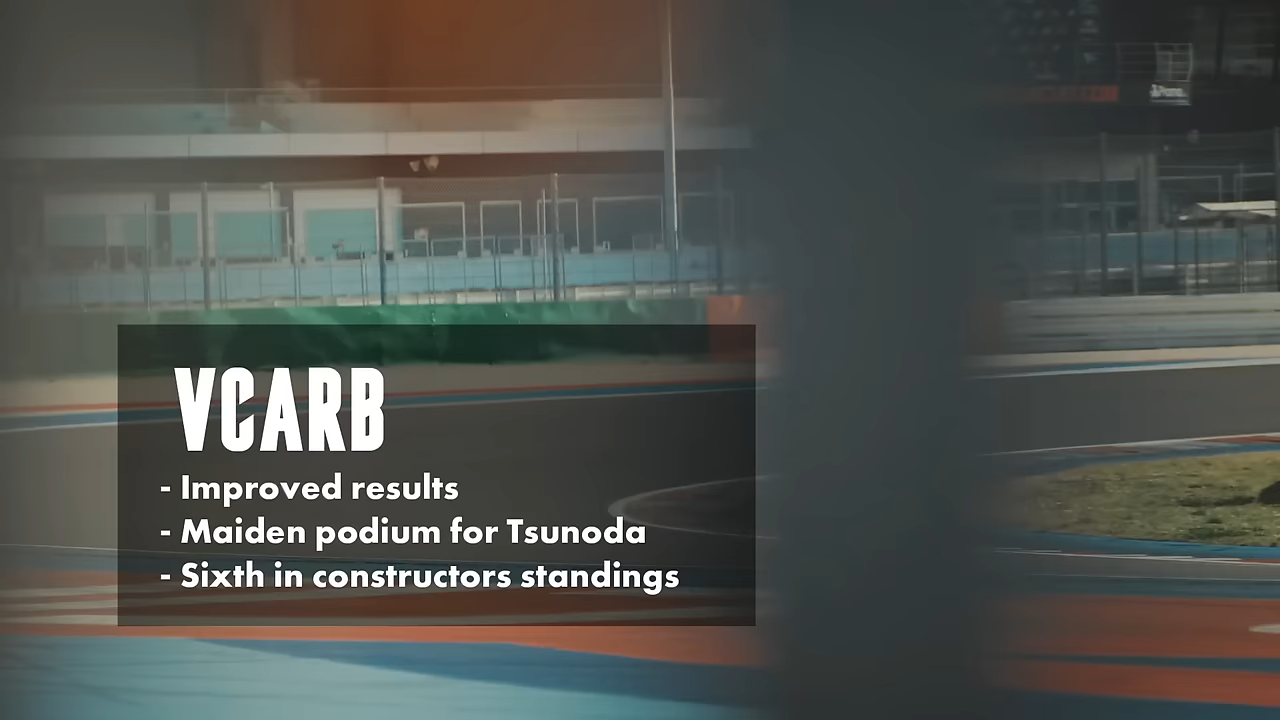 VCARB
- Improved results
- Maiden podium for Tsunoda
- Sixth in constructors standings